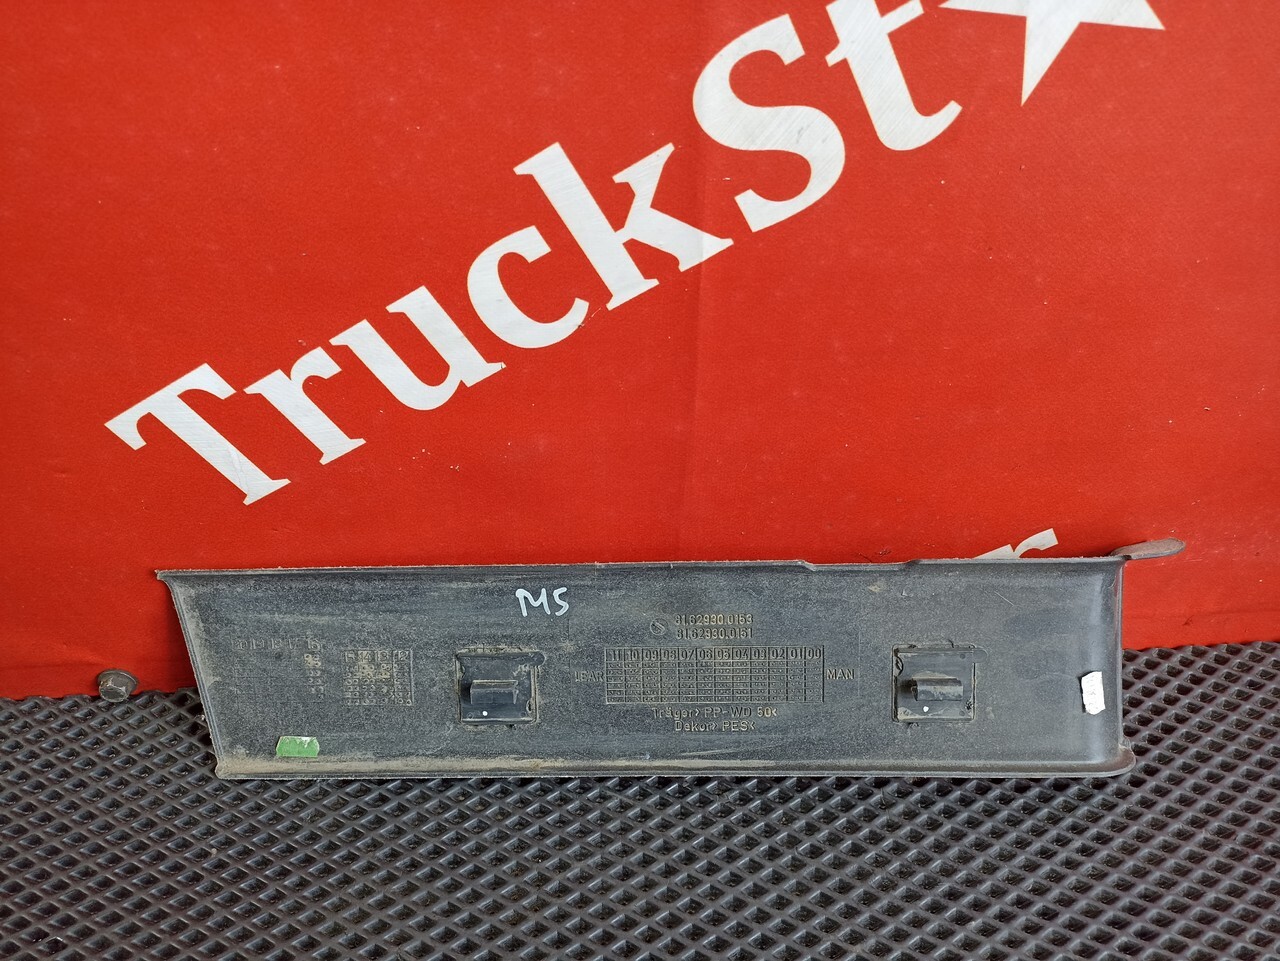 TruckSt★
r
M5
81.62930.0153
81.62930.0151
11 10 09 08 07 06 05 04 03 02 01 00
LEAR
MAN
Träger> PP-WD 50<
Dekor> PES<